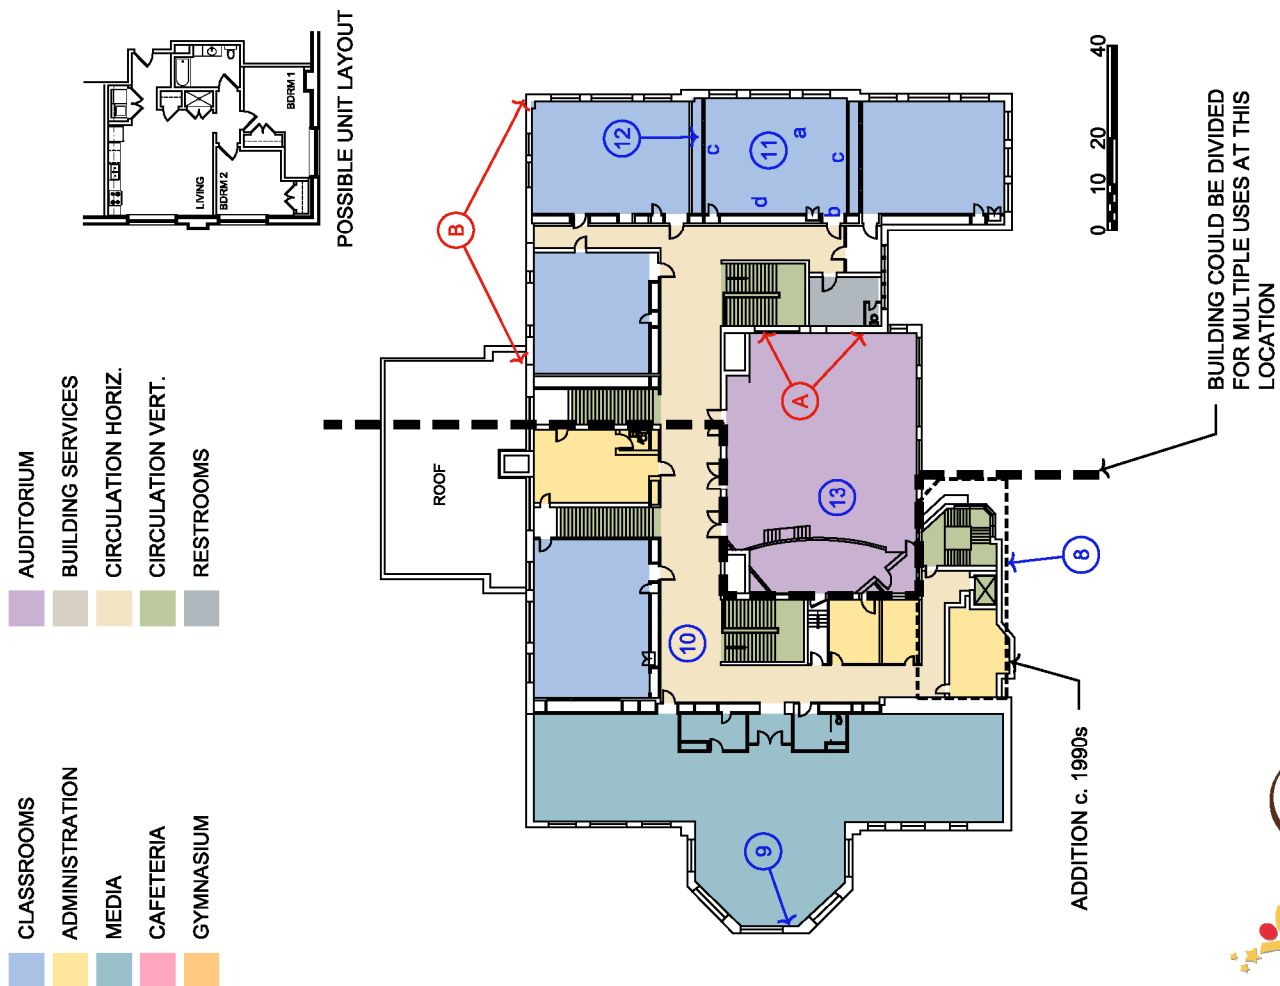 CLASSROOMS
ADMINISTRATION
MEDIA
CAFETERIA
GYMNASIUM
AUDITORIUM
BUILDING SERVICES
CIRCULATION HORIZ.
CIRCULATION VERT.
RESTROOMS
LIVING
BDRM 2
BDRM 1
POSSIBLE UNIT LAYOUT
ROOF
B
A
12
11
a
b
c
c
d
13
10
9
8
ADDITION c. 1990s
BUILDING COULD BE DIVIDED
FOR MULTIPLE USES AT THIS
LOCATION
0 10 20 40